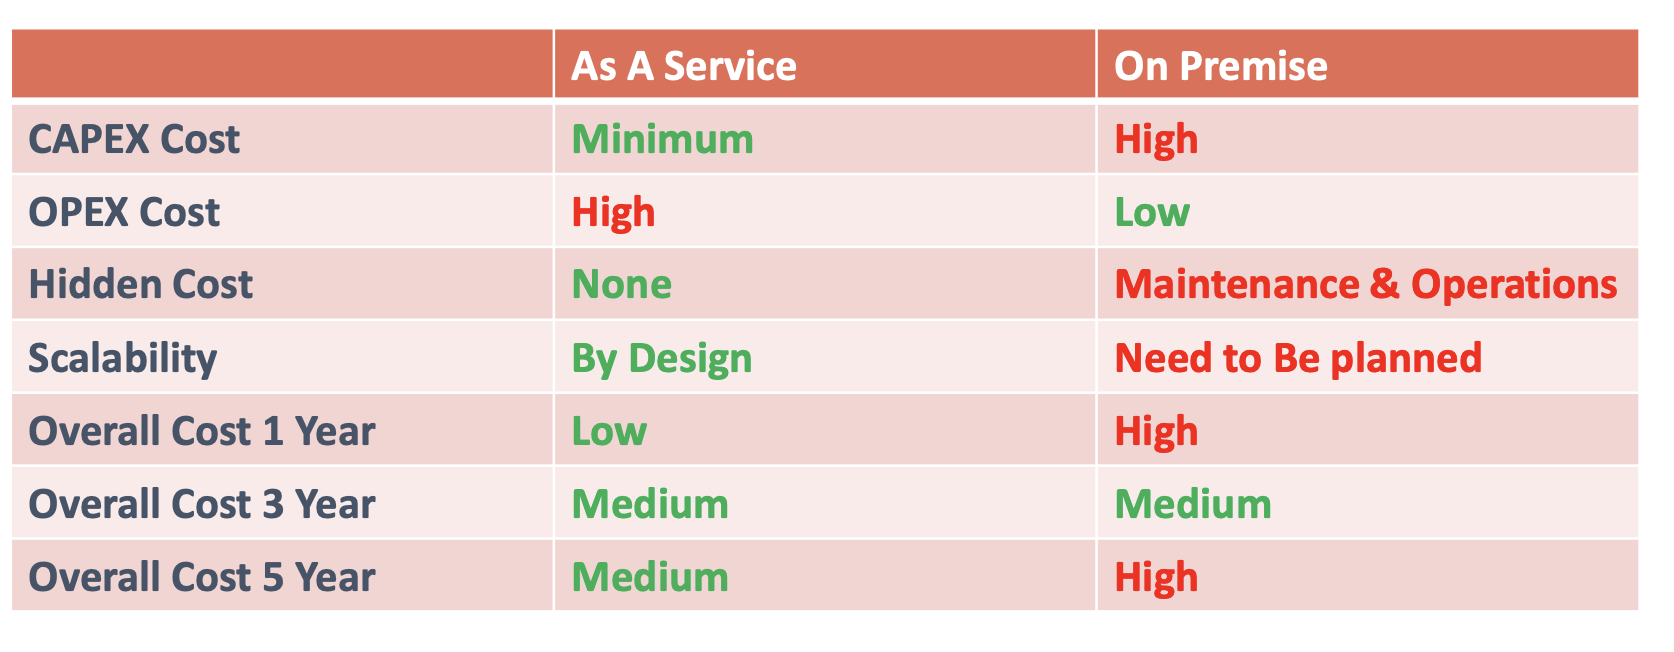 As A Service On Premise
CAPEX Cost Minimum High
OPEX Cost High Low
Hidden Cost None Maintenance & Operations
Scalability By Design Need to Be planned
Overall Cost 1 Year Low High
Overall Cost 3 Year Medium Medium
Overall Cost 5 Year Medium High